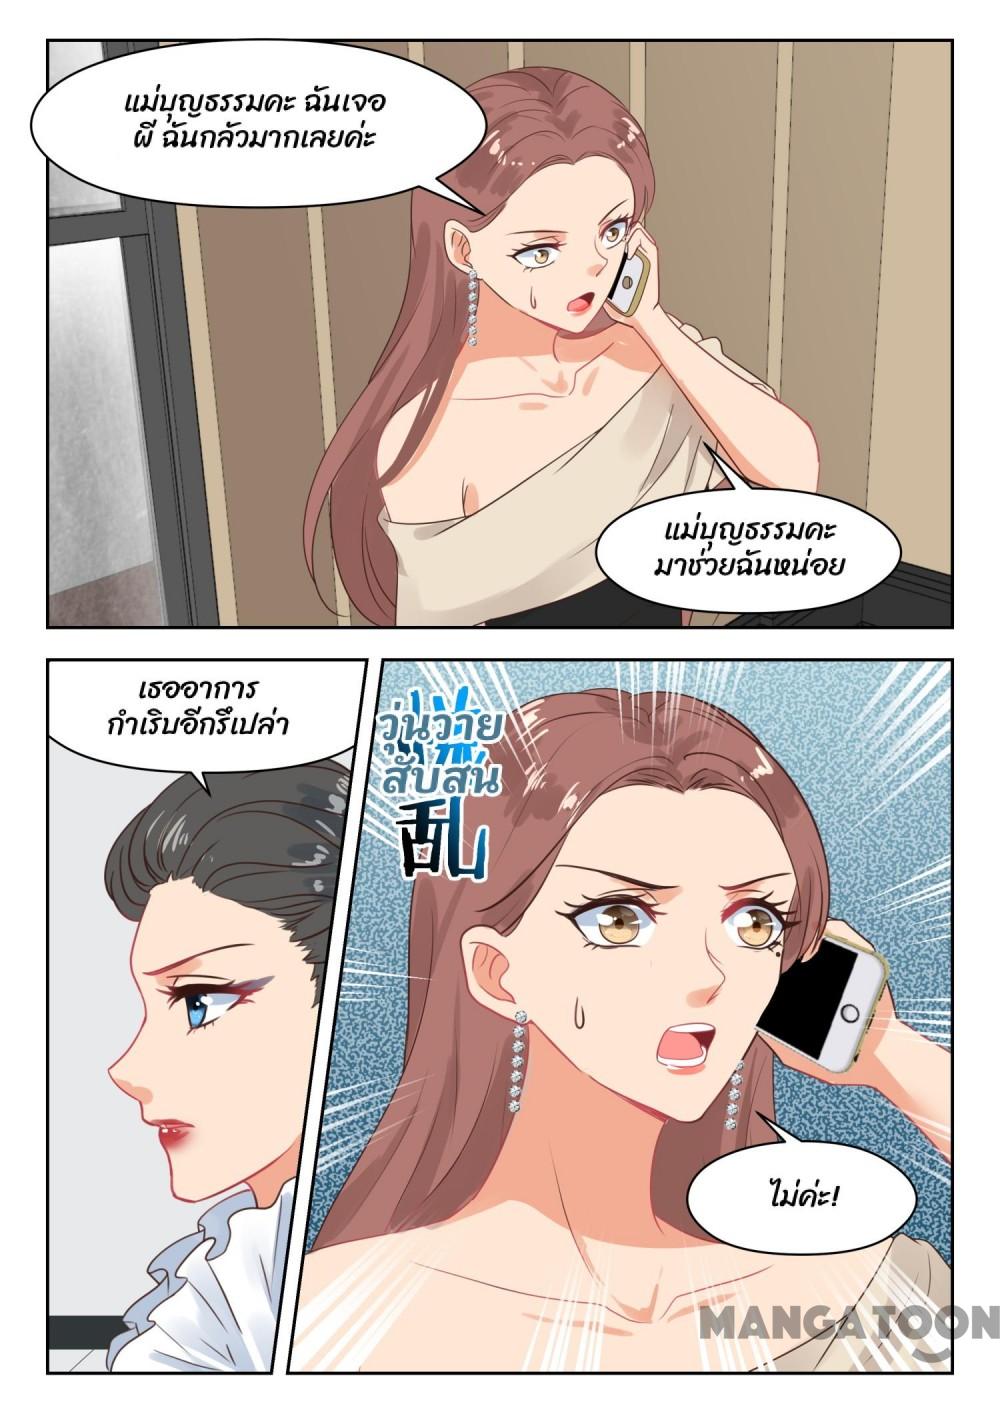 แม่บุญธรรมคะ ฉันเจอ
ผี ฉันกลัวมากเลยค่ะ
แม่บุญธรรมคะ
มาช่วยฉันหน่อย
เธออาการ
กำเริบอีกรึเปล่า
วุ่นวาย
สับสน
乱
ไม่ค่ะ!
MANGATOON